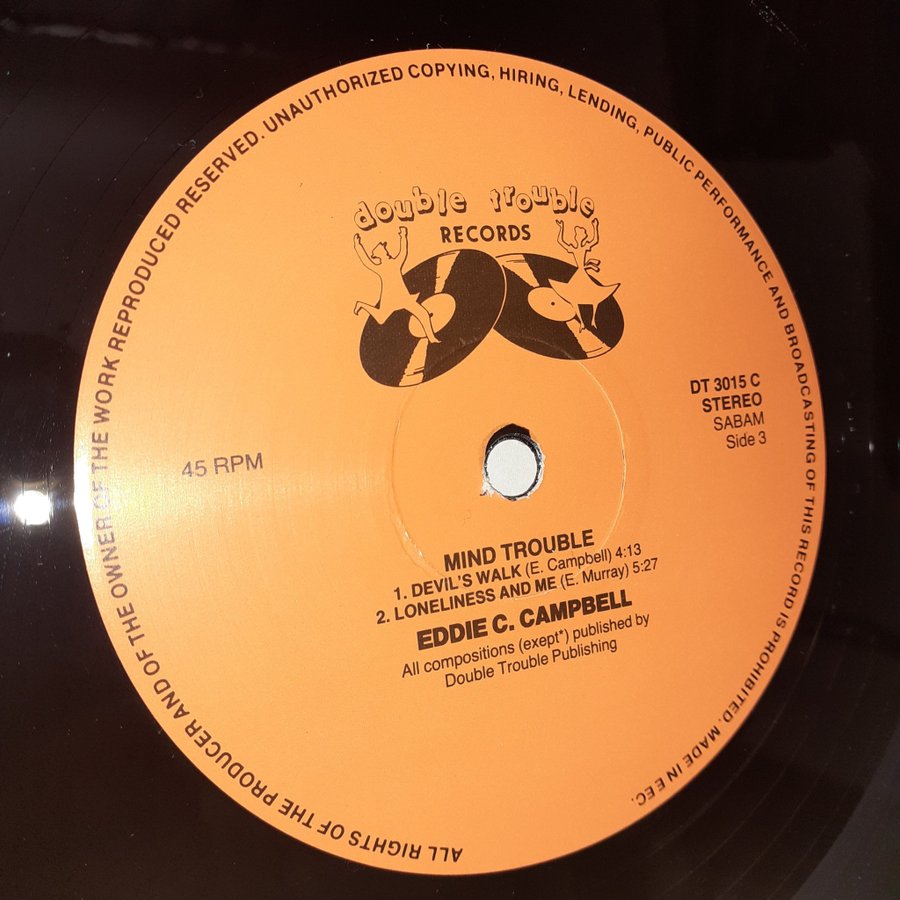 ALL RIGHTS OF THE PRODUCER AND OF THE OWNER OF THE WORK REPRODUCED RESERVED. UNAUTHORIZED COPYING, HIRING, LENDING, PUBLIC PERFORMANCE AND BROADCASTING OF THIS RECORD IS PROHIBITED. MADE IN EEC.
double trouble
RECORDS
DT 3015 C
STEREO
SABAM
Side 3
45 RPM
MIND TROUBLE
1. DEVIL'S WALK (E. Campbell) 4:13
2. LONELINESS AND ME (E. Murray) 5:27
EDDIE C. CAMPBELL
All compositions (exept*) published by
Double Trouble Publishing